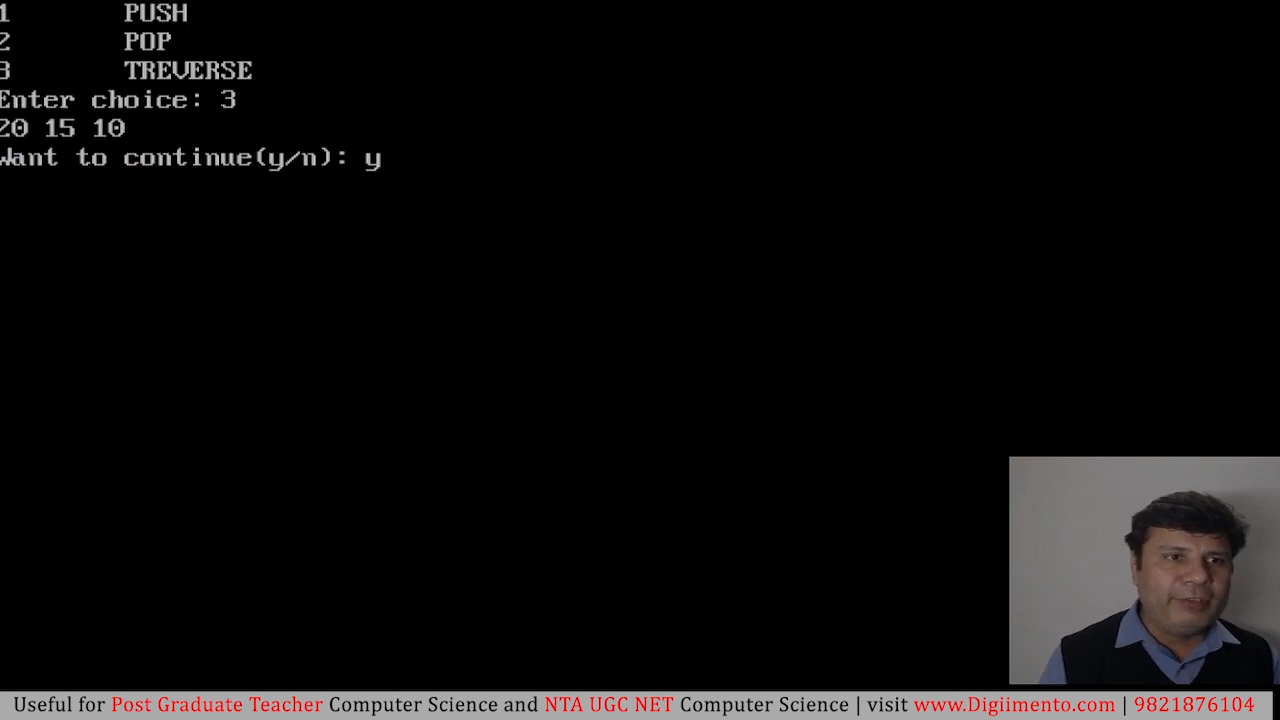 1 PUSH
2 POP
3 TREVERSE
Enter choice: 3
20 15 10
Want to continue(y/n): y
Useful for Post Graduate Teacher Computer Science and NTA UGC NET Computer Science | visit www.Digiimento.com | 9821876104